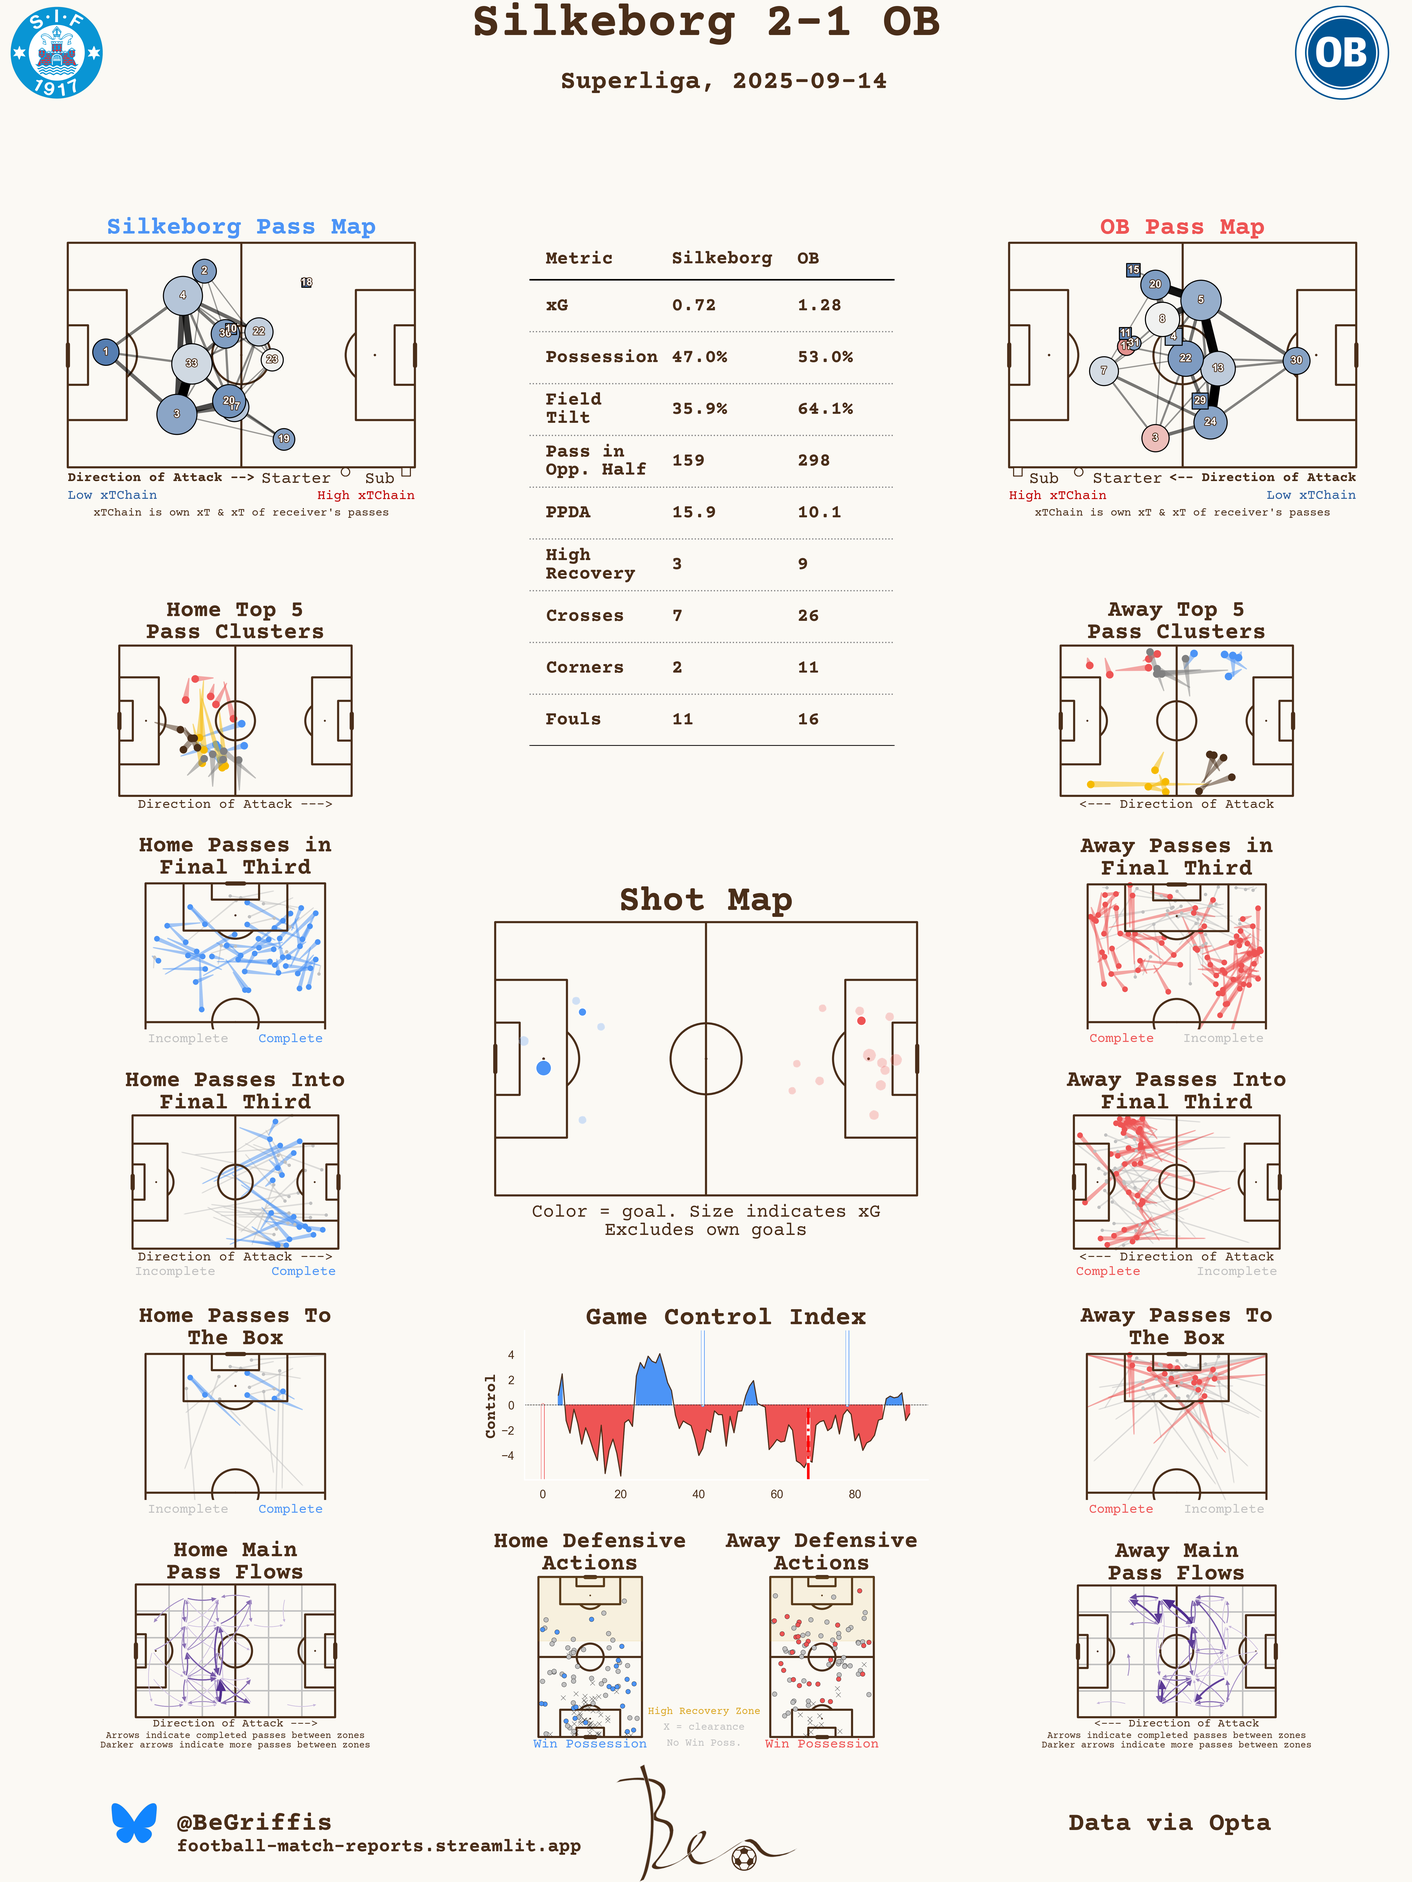 Silkeborg 2-1 OB
Superliga, 2025-09-14
S·I·F
1917
OB
Silkeborg Pass Map
2
4
18
30
10
22
1
33
23
20
17
3
19
Direction of Attack --> Starter Sub
Low xTChain High xTChain
xTChain is own xT & xT of receiver's passes
Metric Silkeborg OB
xG 0.72 1.28
Possession 47.0% 53.0%
Field
Tilt 35.9% 64.1%
Pass in
Opp. Half 159 298
PPDA 15.9 10.1
High
Recovery 3 9
Crosses 7 26
Corners 2 11
Fouls 11 16
OB Pass Map
15
20
5
8
11
4
31
22
30
7
13
29
24
3
Sub Starter <-- Direction of Attack
High xTChain Low xTChain
xTChain is own xT & xT of receiver's passes
Home Top 5
Pass Clusters
Direction of Attack --->
Away Top 5
Pass Clusters
<--- Direction of Attack
Home Passes in
Final Third
Incomplete Complete
Away Passes in
Final Third
Complete Incomplete
Shot Map
Color = goal. Size indicates xG
Excludes own goals
Home Passes Into
Final Third
Direction of Attack --->
Incomplete Complete
Away Passes Into
Final Third
<--- Direction of Attack
Complete Incomplete
Home Passes To
The Box
Incomplete Complete
Game Control Index
Control
4
2
0
−2
−4
0 20 40 60 80
Away Passes To
The Box
Complete Incomplete
Home Main
Pass Flows
Direction of Attack --->
Arrows indicate completed passes between zones
Darker arrows indicate more passes between zones
Home Defensive
Actions
Win Possession
High Recovery Zone
X = clearance
No Win Poss.
Away Defensive
Actions
Win Possession
Away Main
Pass Flows
<--- Direction of Attack
Arrows indicate completed passes between zones
Darker arrows indicate more passes between zones
@BeGriffis
football-match-reports.streamlit.app
Ben
Data via Opta